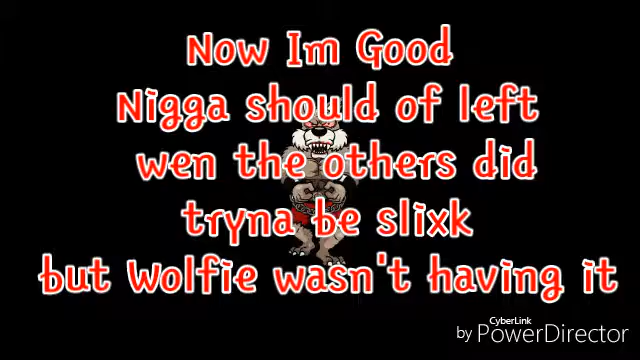 Now Im Good
Nigga should of left
wen the others did
tryna be slixk
but Wolfie wasn't having it
CyberLink
by PowerDirector